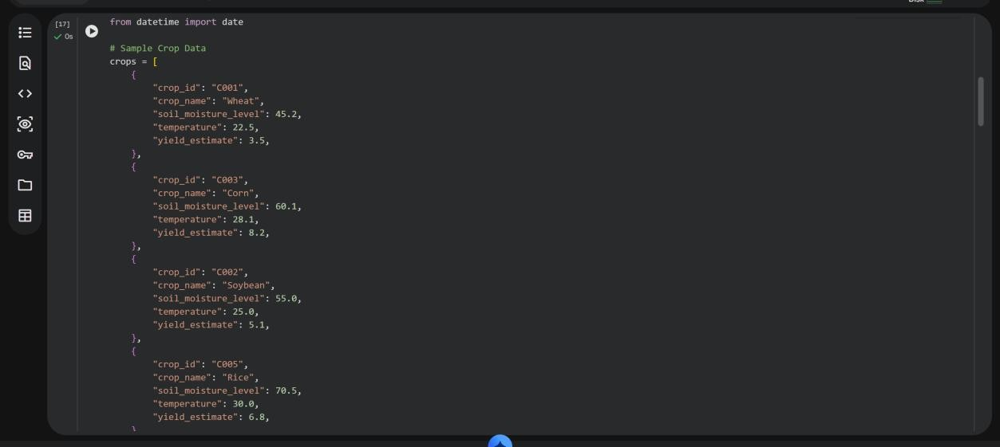 Disk
[17]
0s
from datetime import date
# Sample Crop Data
crops = [
{
"crop_id": "C001",
"crop_name": "Wheat",
"soil_moisture_level": 45.2,
"temperature": 22.5,
"yield_estimate": 3.5,
},
{
"crop_id": "C003",
"crop_name": "Corn",
"soil_moisture_level": 60.1,
"temperature": 28.1,
"yield_estimate": 8.2,
},
{
"crop_id": "C002",
"crop_name": "Soybean",
"soil_moisture_level": 55.0,
"temperature": 25.0,
"yield_estimate": 5.1,
},
{
"crop_id": "C005",
"crop_name": "Rice",
"soil_moisture_level": 70.5,
"temperature": 30.0,
"yield_estimate": 6.8,
}